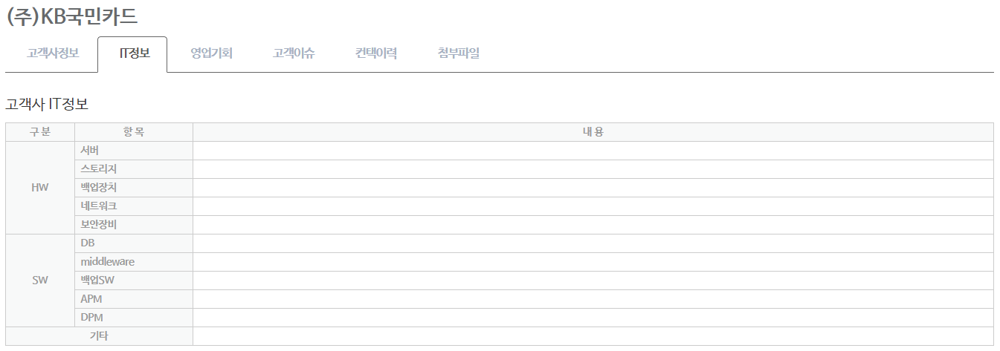 (주)KB국민카드
고객사정보 IT정보 영업기회 고객이슈 컨택이력 첨부파일
고객사 IT정보
구 분 항 목 내 용
서버
스토리지
HW 백업장치
네트워크
보안장비
DB
middleware
SW 백업SW
APM
DPM
기타